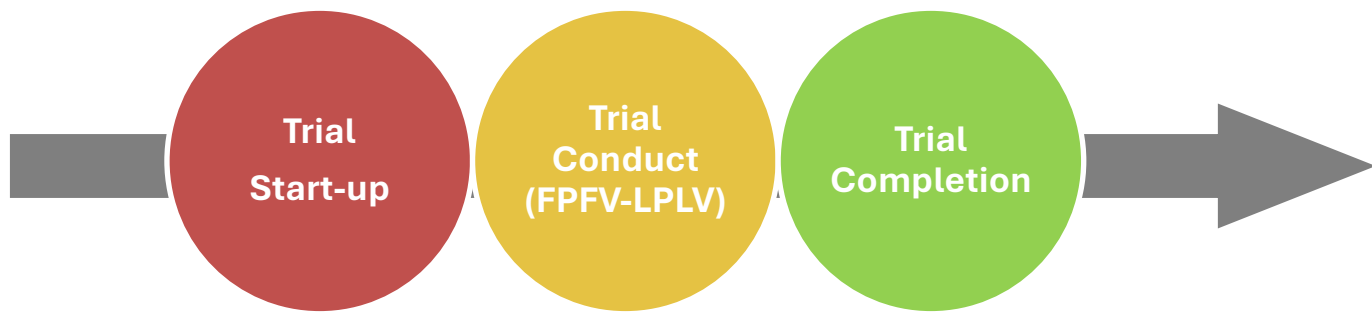 Trial
Start-up
Trial
Conduct
(FPFV-LPLV)
Trial
Completion